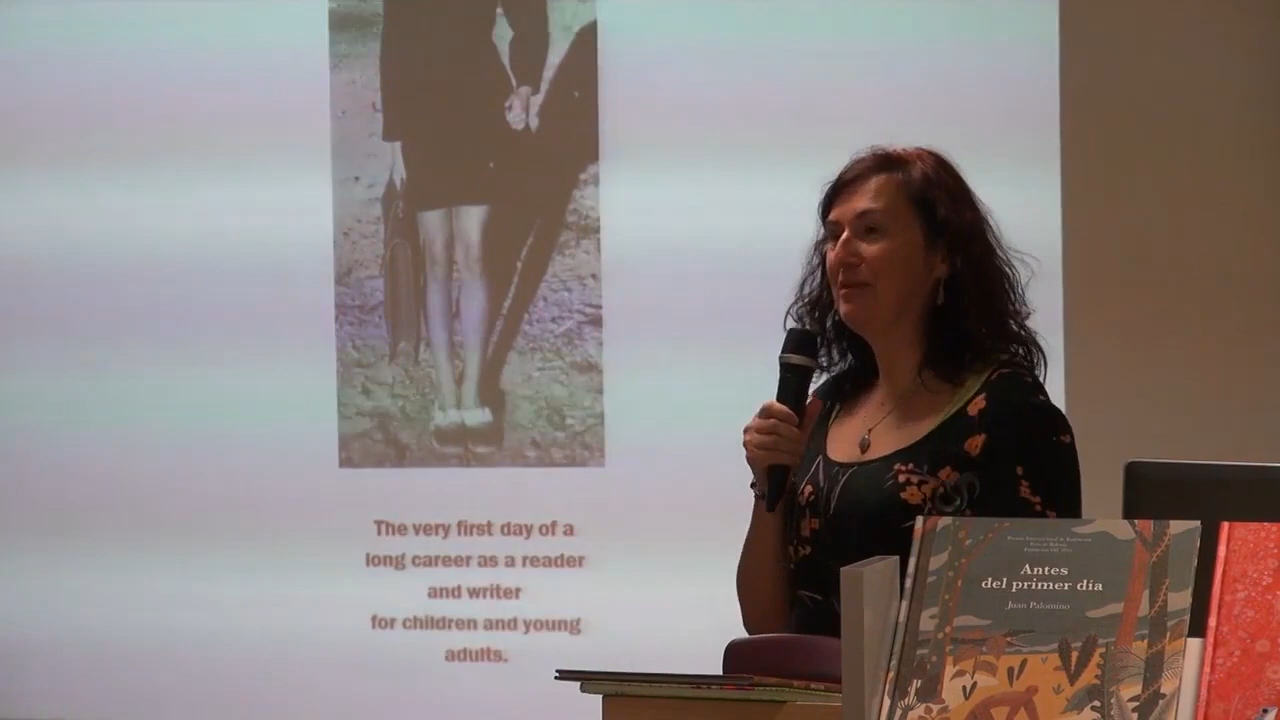 The very first day of a
long career as a reader
and writer
for children and young
adults.
Antes
del primer día
Juan Palomino